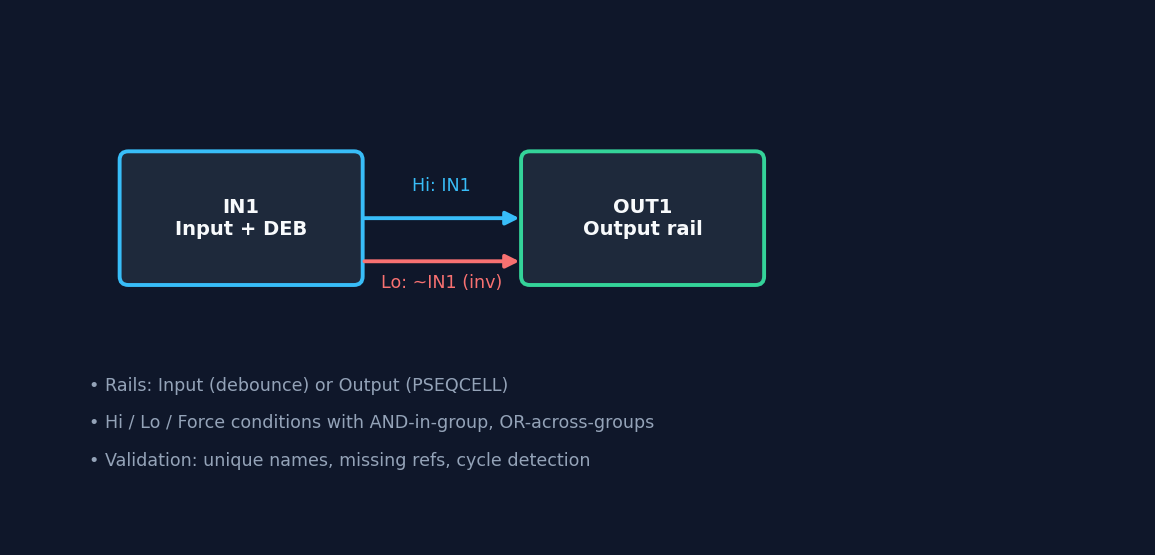 IN1
Input + DEB
Hi: IN1
Lo: ~IN1 (inv)
OUT1
Output rail
• Rails: Input (debounce) or Output (PSEQCELL)
• Hi / Lo / Force conditions with AND-in-group, OR-across-groups
• Validation: unique names, missing refs, cycle detection